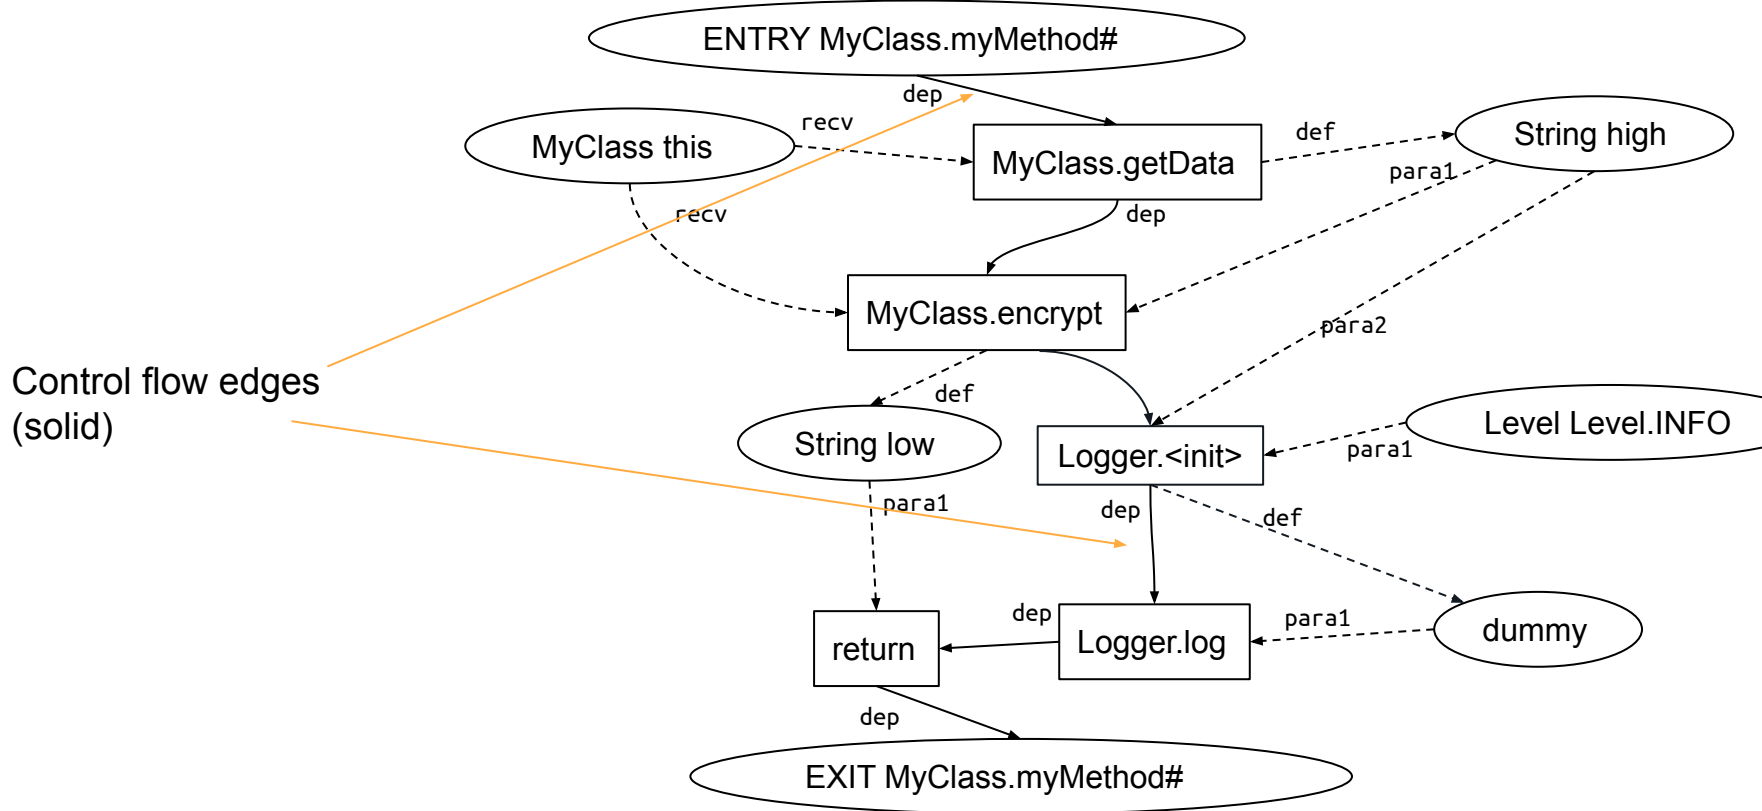 ENTRY MyClass.myMethod#
dep
recv
def
MyClass this
MyClass.getData
String high
para1
recv
dep
MyClass.encrypt
para2
Control flow edges
(solid)
def
String low
Level Level.INFO
Logger.<init>
para1
para1
dep
def
dep
para1
return
Logger.log
dummy
dep
EXIT MyClass.myMethod#